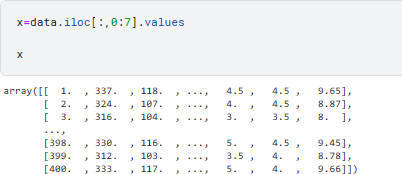 x=data.iloc[:,0:7].values
x
array([[  1.  , 337.  , 118.  , ...,   4.5 ,   4.5 ,   9.65],
       [  2.  , 324.  , 107.  , ...,   4.  ,   4.5 ,   8.87],
       [  3.  , 316.  , 104.  , ...,   3.  ,   3.5 ,   8.  ],
       ...,
       [398.  , 330.  , 116.  , ...,   5.  ,   4.5 ,   9.45],
       [399.  , 312.  , 103.  , ...,   3.5 ,   4.  ,   8.78],
       [400.  , 333.  , 117.  , ...,   5.  ,   4.  ,   9.66]])